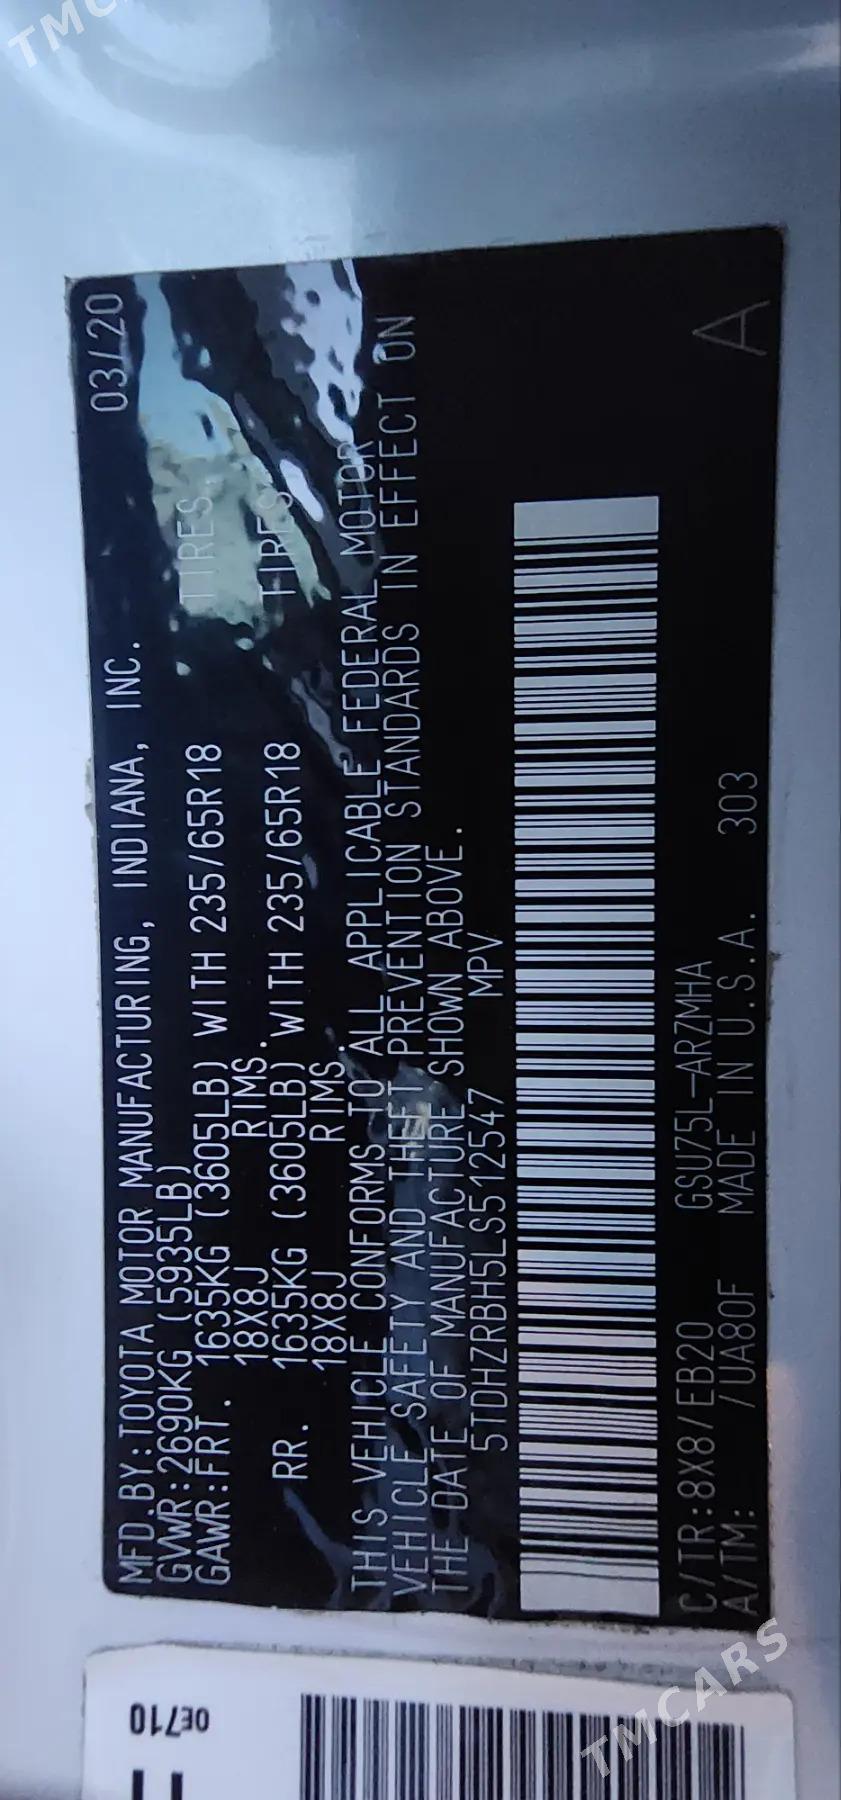 TMC
MFD.BY:TOYOTA MOTOR MANUFACTURING, INDIANA, INC. 03/20
GVWR:2690KG (5935LB)
GAWR:FRT. 1635KG (3605LB) WITH 235/65R18 TIRES,
18X8J RIMS.
RR. 1635KG (3605LB) WITH 235/65R18 TIRES,
18X8J RIMS.
THIS VEHICLE CONFORMS TO ALL APPLICABLE FEDERAL MOTOR
VEHICLE SAFETY AND THEFT PREVENTION STANDARDS IN EFFECT ON
THE DATE OF MANUFACTURE SHOWN ABOVE.
5TDHZRBH5LS512547 MPV
C/TR:8X8/EB20 GSU75L-ARZMHA
A/TM: /UA80F MADE IN U.S.A. 303 A
0E710
TMCARS